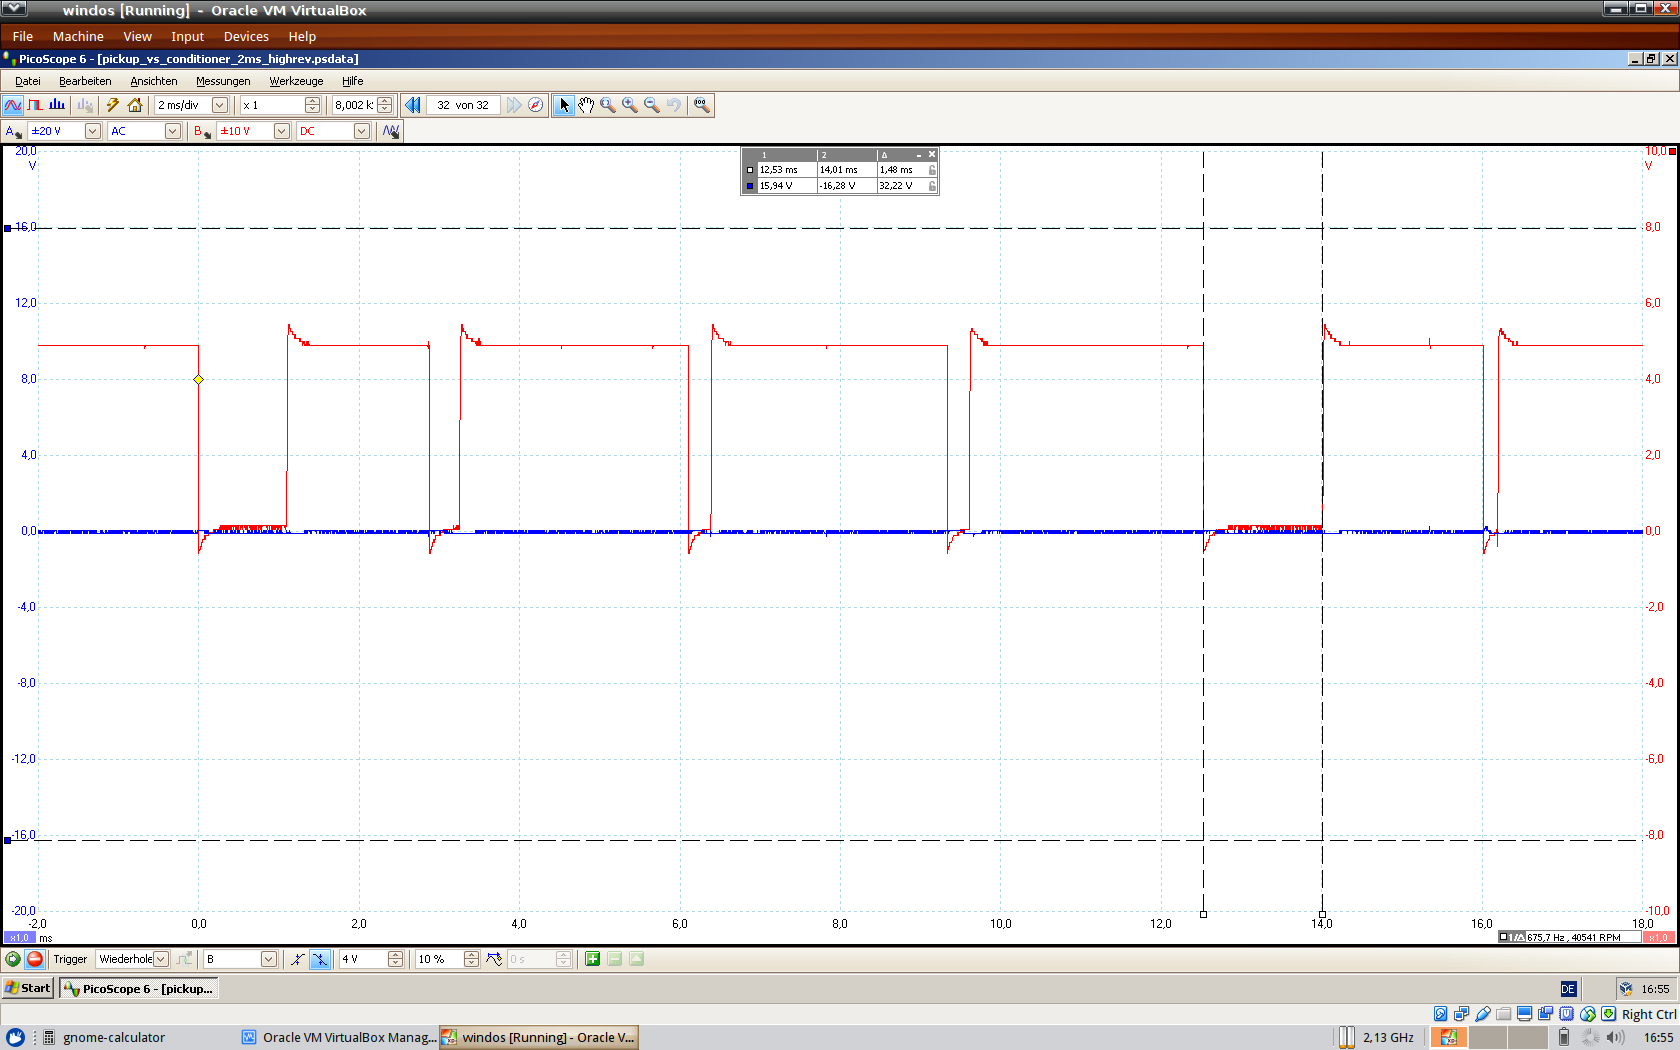 windos [Running] - Oracle VM VirtualBox
File Machine View Input Devices Help
PicoScope 6 - [pickup_vs_conditioner_2ms_highrev.psdata]
Datei Bearbeiten Ansichten Messungen Werkzeuge Hilfe
2 ms/div x 1 8,002 k 32 von 32
A ±20 V AC B ±10 V DC
20,0 10,0
V V
1 2 Δ
12,53 ms 14,01 ms 1,48 ms
15,94 V -16,28 V 32,22 V
16,0 8,0
12,0 6,0
8,0 4,0
4,0 2,0
0,0 0,0
-4,0 -2,0
-8,0 -4,0
-12,0 -6,0
-16,0 -8,0
-20,0 -10,0
-2,0 0,0 2,0 4,0 6,0 8,0 10,0 12,0 14,0 16,0 18,0
x1,0 ms 1/Δ 675,7 Hz , 40541 RPM x1,0
Trigger Wiederhole B 4 V 10 % 0 s
Start PicoScope 6 - [pickup... DE 16:55
Right Ctrl
gnome-calculator Oracle VM VirtualBox Manag... windos [Running] - Oracle V... 2,13 GHz 16:55